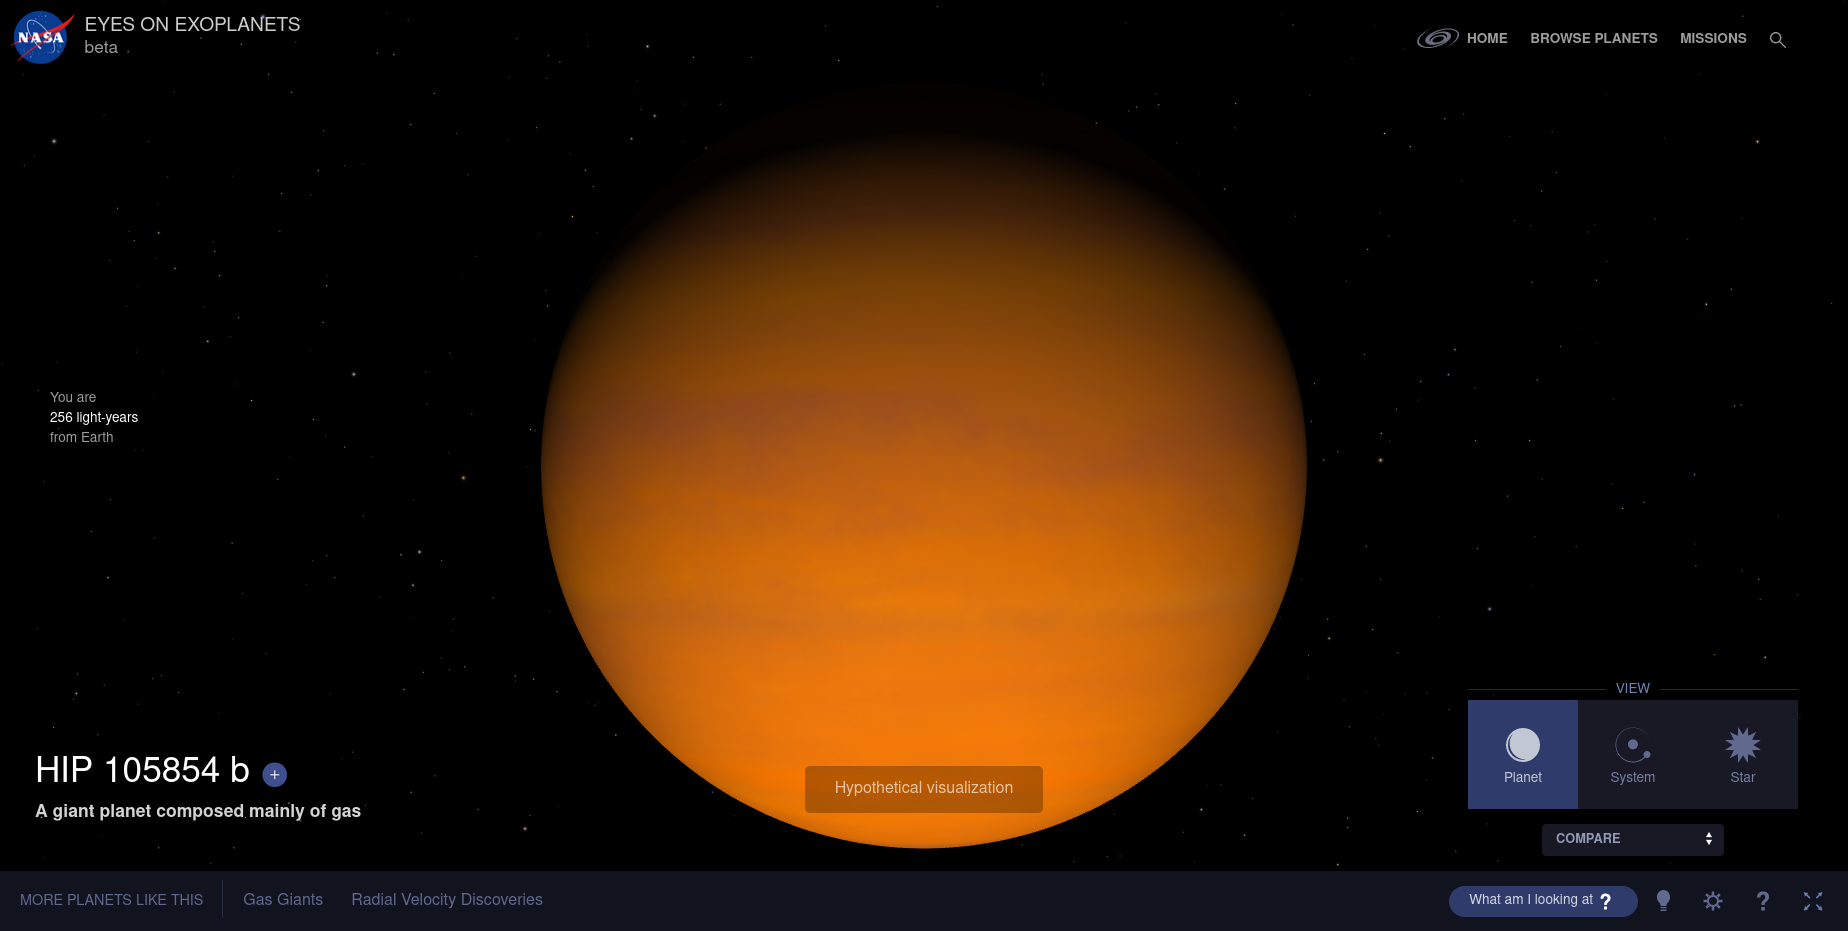 NASA
EYES ON EXOPLANETS
beta
HOME
BROWSE PLANETS
MISSIONS
You are
256 light-years
from Earth
HIP 105854 b +
A giant planet composed mainly of gas
Hypothetical visualization
VIEW
Planet
System
Star
COMPARE
MORE PLANETS LIKE THIS
Gas Giants
Radial Velocity Discoveries
What am I looking at ?
?